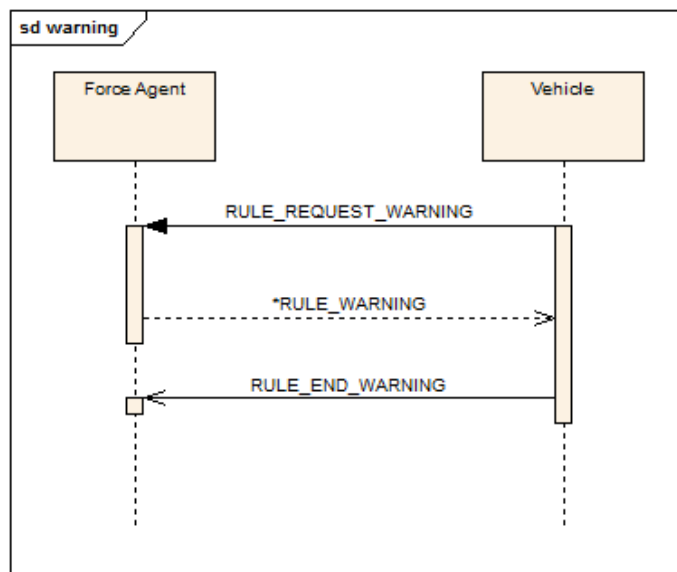 sd warning
Force Agent
Vehicle
RULE_REQUEST_WARNING
*RULE_WARNING
RULE_END_WARNING